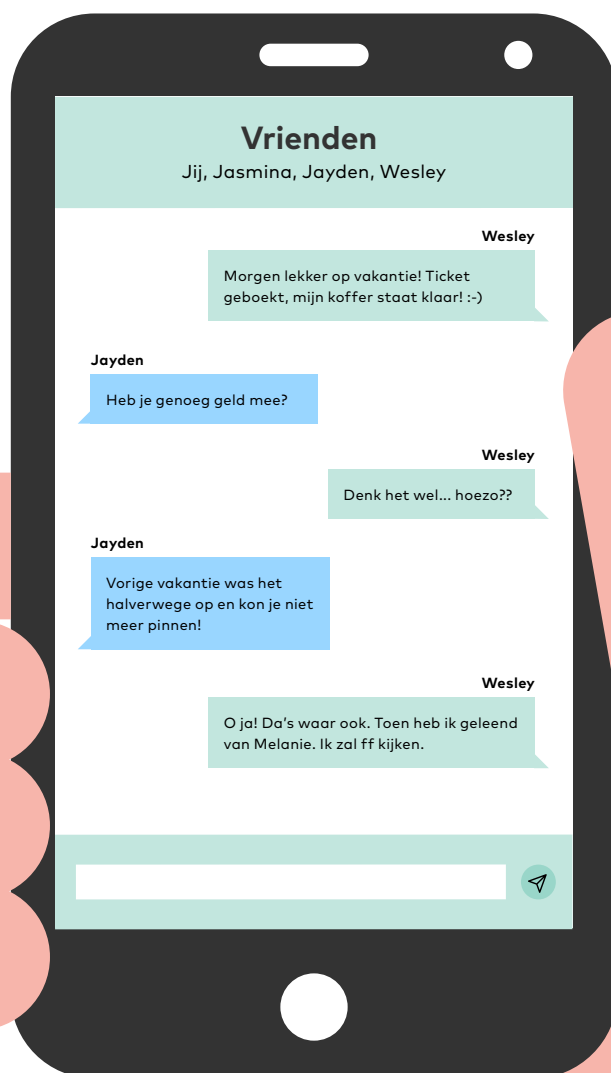 Vrienden
Jij, Jasmina, Jayden, Wesley
Wesley
Morgen lekker op vakantie! Ticket
geboekt, mijn koffer staat klaar! :-)
Jayden
Heb je genoeg geld mee?
Wesley
Denk het wel... hoezo??
Jayden
Vorige vakantie was het
halverwege op en kon je niet
meer pinnen!
Wesley
O ja! Da's waar ook. Toen heb ik geleend
van Melanie. Ik zal ff kijken.